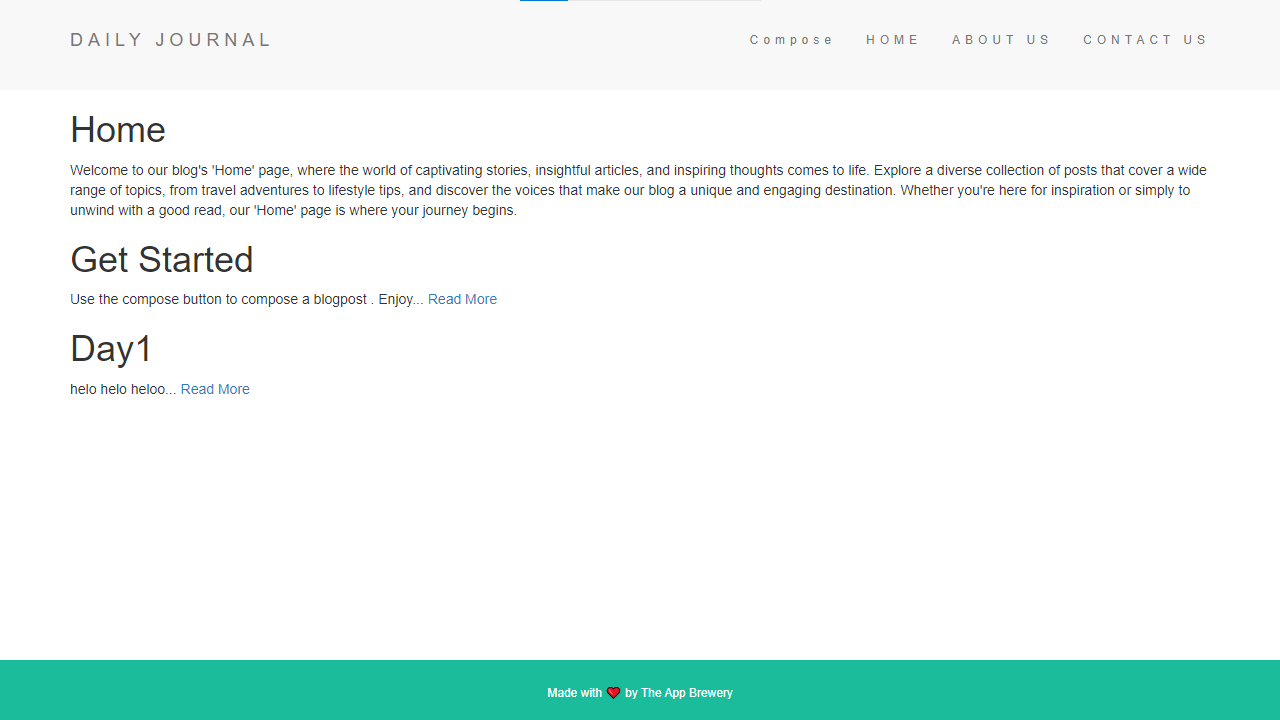 DAILY JOURNAL
Compose HOME ABOUT US CONTACT US
Home
Welcome to our blog's 'Home' page, where the world of captivating stories, insightful articles, and inspiring thoughts comes to life. Explore a diverse collection of posts that cover a wide
range of topics, from travel adventures to lifestyle tips, and discover the voices that make our blog a unique and engaging destination. Whether you're here for inspiration or simply to
unwind with a good read, our 'Home' page is where your journey begins.
Get Started
Use the compose button to compose a blogpost . Enjoy... Read More
Day1
helo helo heloo... Read More
Made with ❤ by The App Brewery